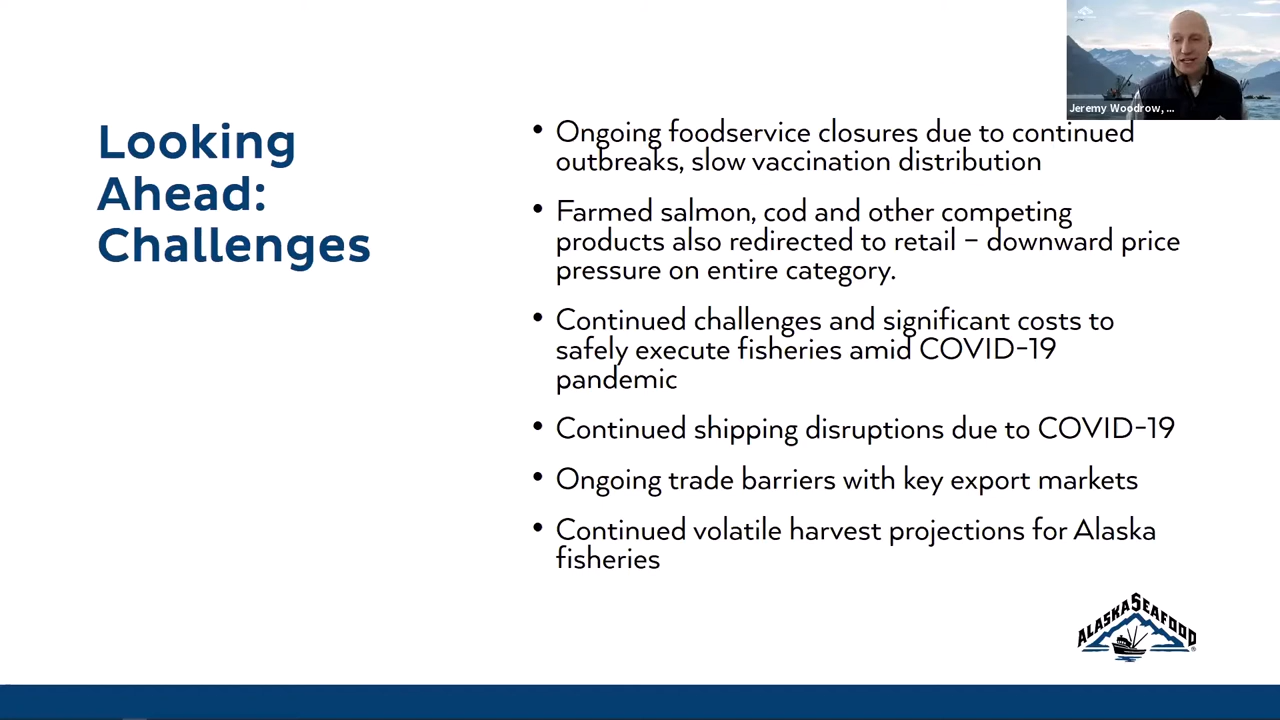 Jeremy Woodrow, ...
Looking
Ahead:
Challenges
• Ongoing foodservice closures due to continued
outbreaks, slow vaccination distribution
• Farmed salmon, cod and other competing
products also redirected to retail – downward price
pressure on entire category.
• Continued challenges and significant costs to
safely execute fisheries amid COVID-19
pandemic
• Continued shipping disruptions due to COVID-19
• Ongoing trade barriers with key export markets
• Continued volatile harvest projections for Alaska
fisheries
ALASKA SEAFOOD®